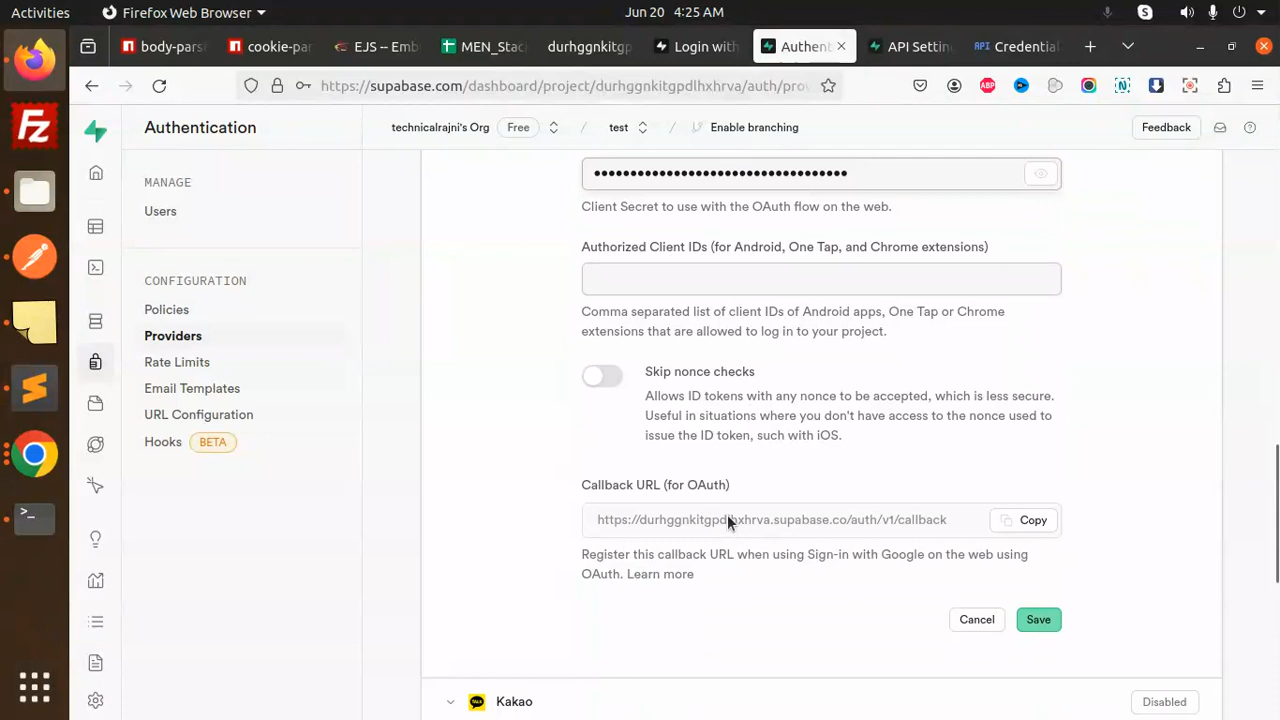 Activities
Firefox Web Browser
Jun 20 4:25 AM
body-pars
cookie-par
EJS -- Emb
MEN_Stac
durhggnkitgp
Login with
Authent
API Settin
API Credential
https://supabase.com/dashboard/project/durhggnkitgpdlhxhrva/auth/pro
ABP
Authentication
technicalrajni's Org Free / test / Enable branching
Feedback
MANAGE
Users
CONFIGURATION
Policies
Providers
Rate Limits
Email Templates
URL Configuration
Hooks BETA
••••••••••••••••••••••••••••••••••••
Client Secret to use with the OAuth flow on the web.
Authorized Client IDs (for Android, One Tap, and Chrome extensions)
Comma separated list of client IDs of Android apps, One Tap or Chrome
extensions that are allowed to log in to your project.
Skip nonce checks
Allows ID tokens with any nonce to be accepted, which is less secure.
Useful in situations where you don't have access to the nonce used to
issue the ID token, such with iOS.
Callback URL (for OAuth)
https://durhggnkitgpdlhxhrva.supabase.co/auth/v1/callback
Copy
Register this callback URL when using Sign-in with Google on the web using
OAuth. Learn more
Cancel
Save
Kakao
Disabled